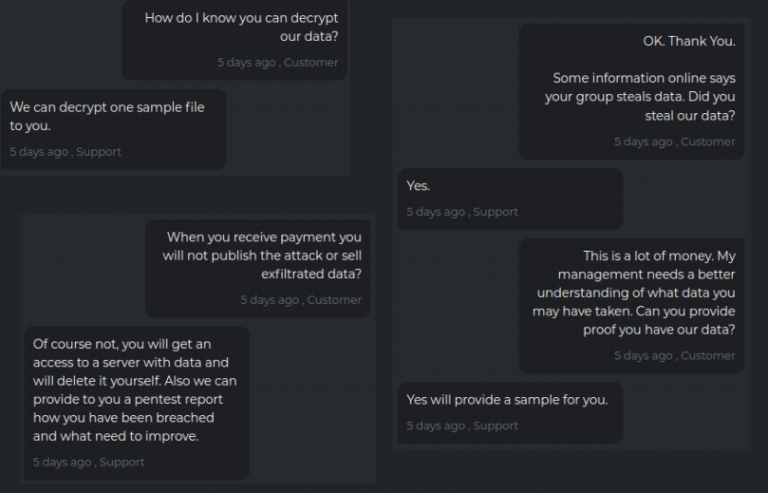 How do I know you can decrypt
our data?
5 days ago , Customer
We can decrypt one sample file
to you.
5 days ago , Support
When you receive payment you
will not publish the attack or sell
exfiltrated data?
5 days ago , Customer
Of course not, you will get an
access to a server with data and
will delete it yourself. Also we can
provide to you a pentest report
how you have been breached
and what need to improve.
5 days ago , Support
OK. Thank You.
Some information online says
your group steals data. Did you
steal our data?
5 days ago , Customer
Yes.
5 days ago , Support
This is a lot of money. My
management needs a better
understanding of what data you
may have taken. Can you provide
proof you have our data?
5 days ago , Customer
Yes will provide a sample for you.
5 days ago , Support